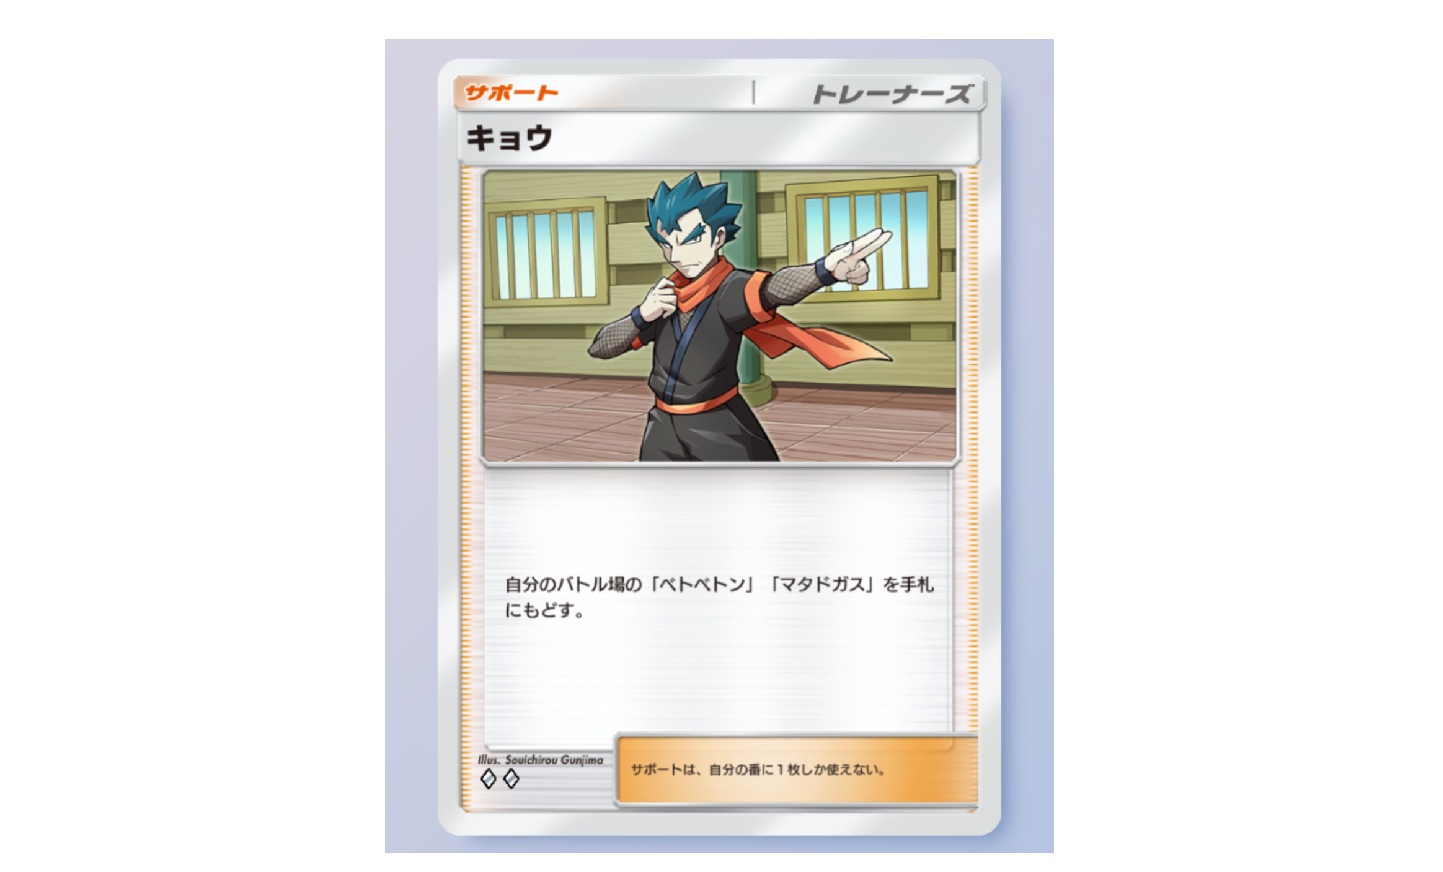 サポート
トレーナーズ
キョウ
自分のバトル場の「ベトベトン」「マタドガス」を手札
にもどす。
Illus. Souichirou Gunjima
サポートは、自分の番に1枚しか使えない。